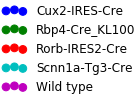 Cux2-IRES-Cre
Rbp4-Cre_KL100
Rorb-IRES2-Cre
Scnn1a-Tg3-Cre
Wild type